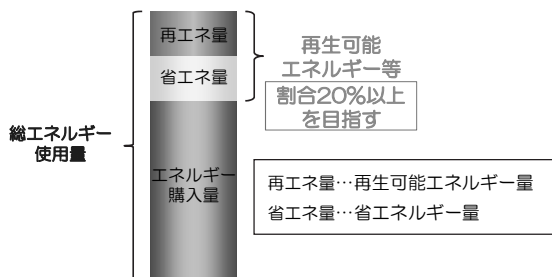 再エネ量
省エネ量
再生可能
エネルギー等
割合20%以上
を目指す
総エネルギー
使用量
エネルギー
購入量
再エネ量…再生可能エネルギー量
省エネ量…省エネルギー量